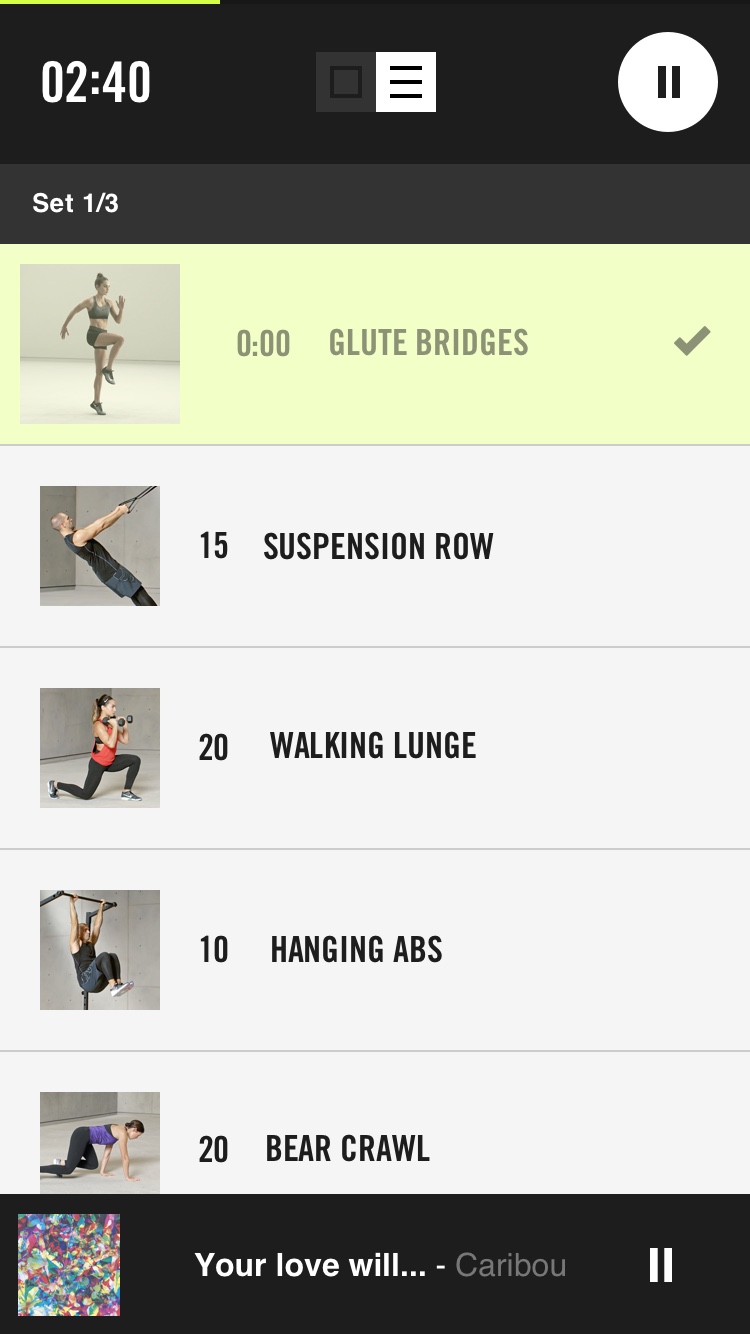 02:40
Set 1/3
0:00 GLUTE BRIDGES
15 SUSPENSION ROW
20 WALKING LUNGE
10 HANGING ABS
20 BEAR CRAWL
Your love will... - Caribou